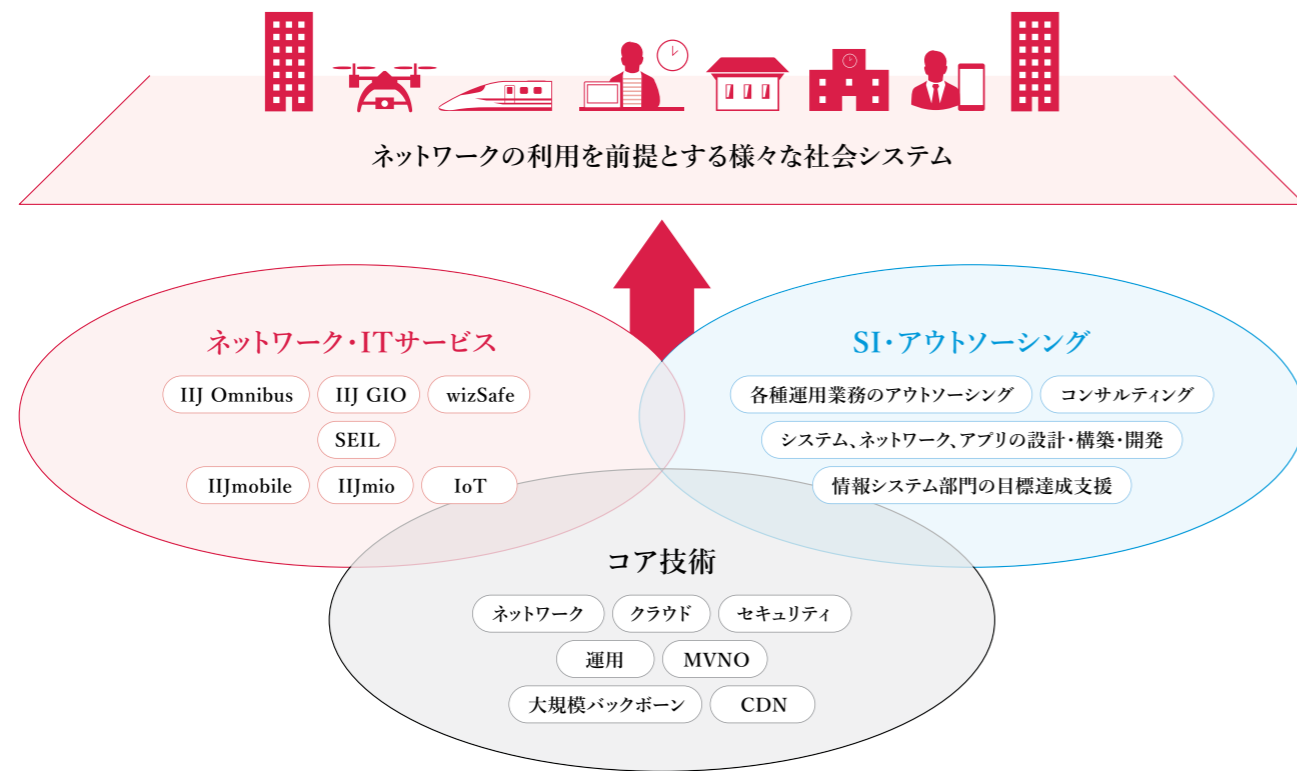 ネットワークの利用を前提とする様々な社会システム
ネットワーク・ITサービス
IIJ Omnibus IIJ GIO wizSafe
SEIL
IIJmobile IIJmio IoT
SI・アウトソーシング
各種運用業務のアウトソーシング コンサルティング
システム、ネットワーク、アプリの設計・構築・開発
情報システム部門の目標達成支援
コア技術
ネットワーク クラウド セキュリティ
運用 MVNO
大規模バックボーン CDN